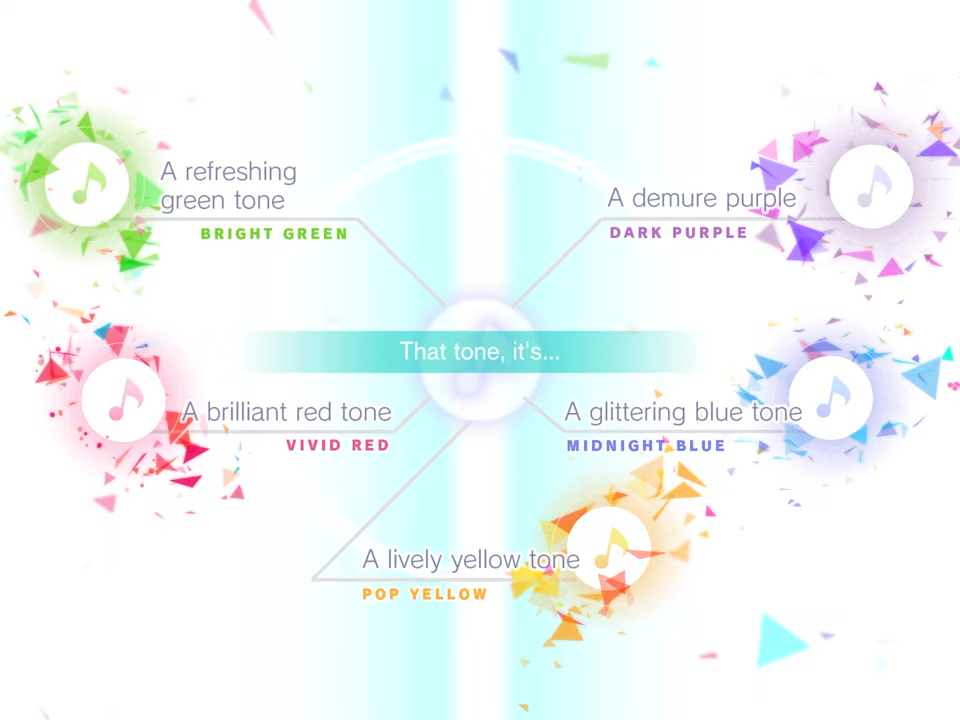 A refreshing
green tone
BRIGHT GREEN
A demure purple
DARK PURPLE
That tone, it's...
A brilliant red tone
VIVID RED
A glittering blue tone
MIDNIGHT BLUE
A lively yellow tone
POP YELLOW